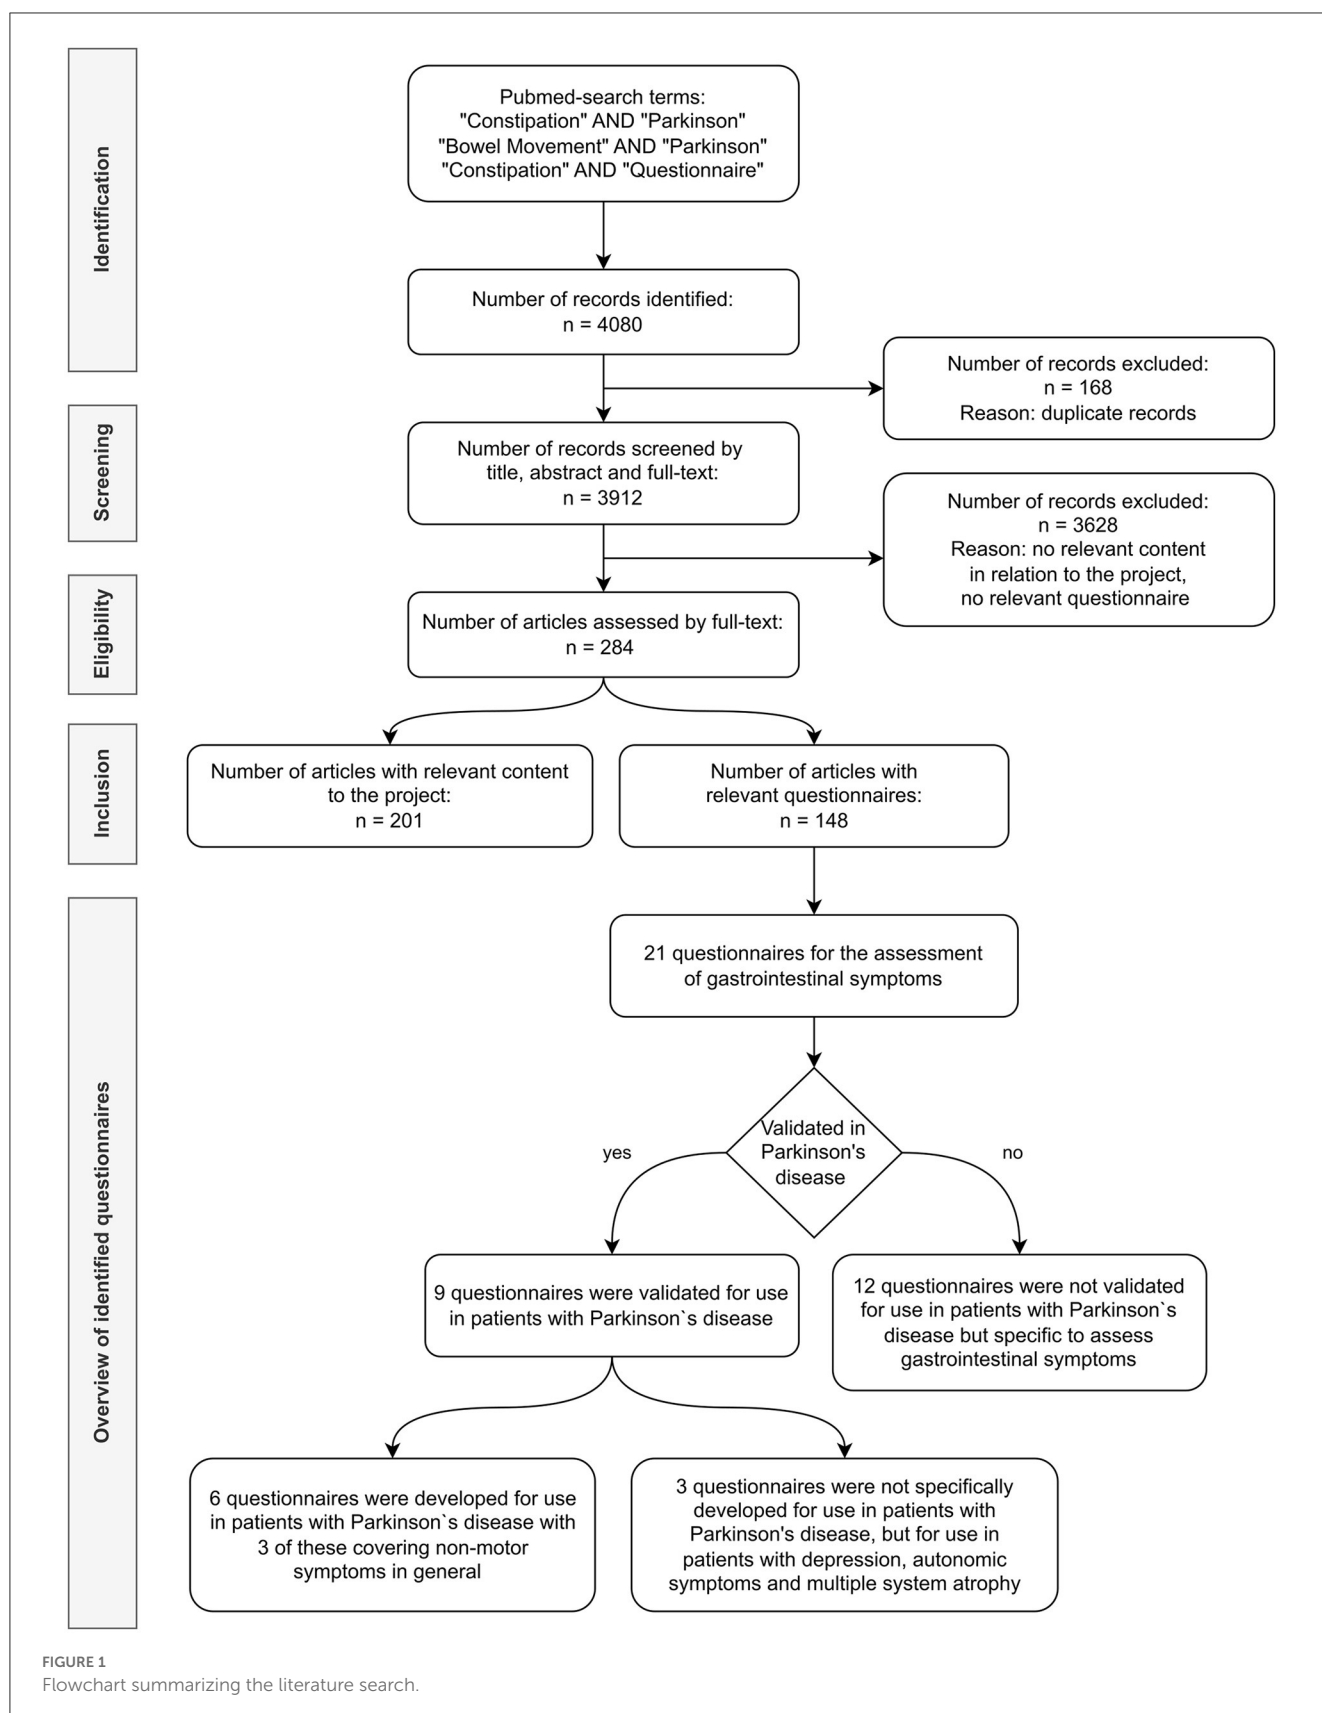 Identification
Pubmed-search terms:
"Constipation" AND "Parkinson"
"Bowel Movement" AND "Parkinson"
"Constipation" AND "Questionnaire"
Number of records identified:
n = 4080
Number of records excluded:
n = 168
Reason: duplicate records
Screening
Number of records screened by
title, abstract and full-text:
n = 3912
Number of records excluded:
n = 3628
Reason: no relevant content
in relation to the project,
no relevant questionnaire
Eligibility
Number of articles assessed by full-text:
n = 284
Inclusion
Number of articles with relevant content
to the project:
n = 201
Number of articles with
relevant questionnaires:
n = 148
Overview of identified questionnaires
21 questionnaires for the assessment
of gastrointestinal symptoms
Validated in
Parkinson's
disease
yes
no
9 questionnaires were validated for use
in patients with Parkinson`s disease
12 questionnaires were not validated
for use in patients with Parkinson`s
disease but specific to assess
gastrointestinal symptoms
6 questionnaires were developed for use
in patients with Parkinson`s disease with
3 of these covering non-motor
symptoms in general
3 questionnaires were not specifically
developed for use in patients with
Parkinson's disease, but for use in
patients with depression, autonomic
symptoms and multiple system atrophy
FIGURE 1
Flowchart summarizing the literature search.